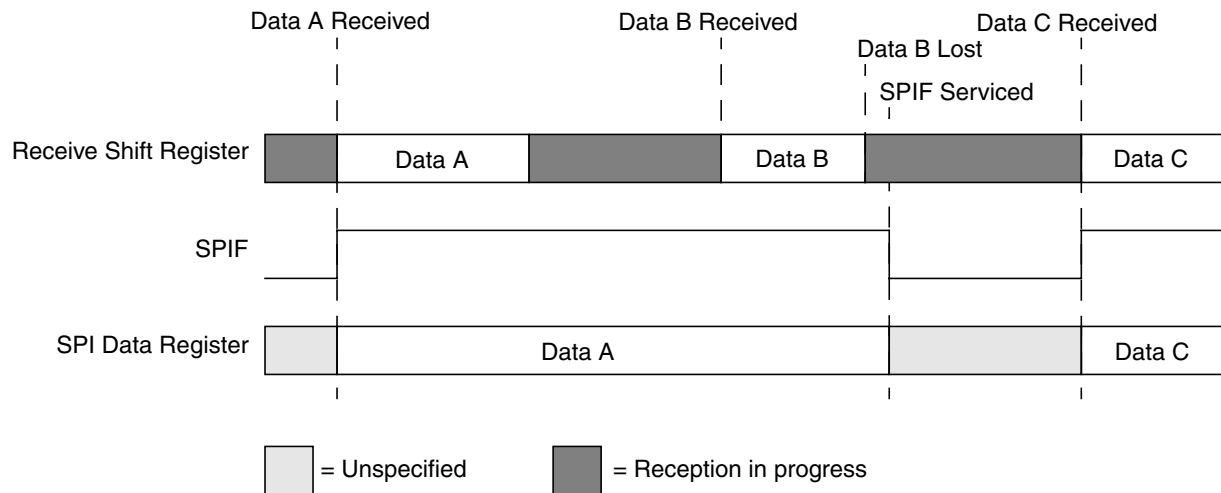 Data A Received
Data B Received
Data C Received
Data B Lost
SPIF Serviced
Receive Shift Register
Data A
Data B
Data C
SPIF
SPI Data Register
Data A
Data C
= Unspecified
= Reception in progress